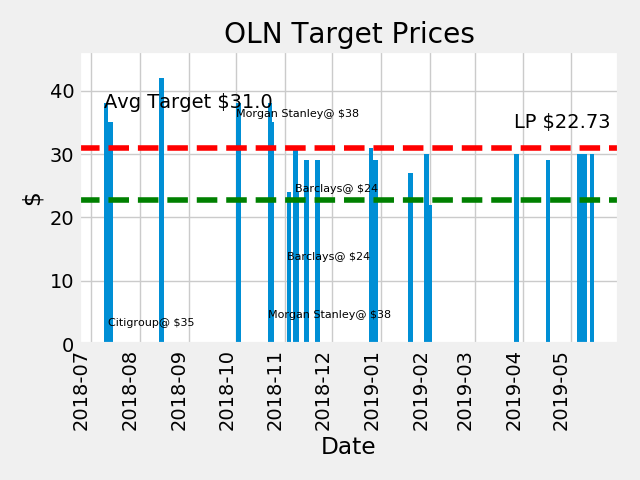 OLN Target Prices
Avg Target $31.0
Morgan Stanley@ $38
LP $22.73
Barclays@ $24
Barclays@ $24
Morgan Stanley@ $38
Citigroup@ $35
$
40
30
20
10
0
2018-07
2018-08
2018-09
2018-10
2018-11
2018-12
2019-01
2019-02
2019-03
2019-04
2019-05
Date